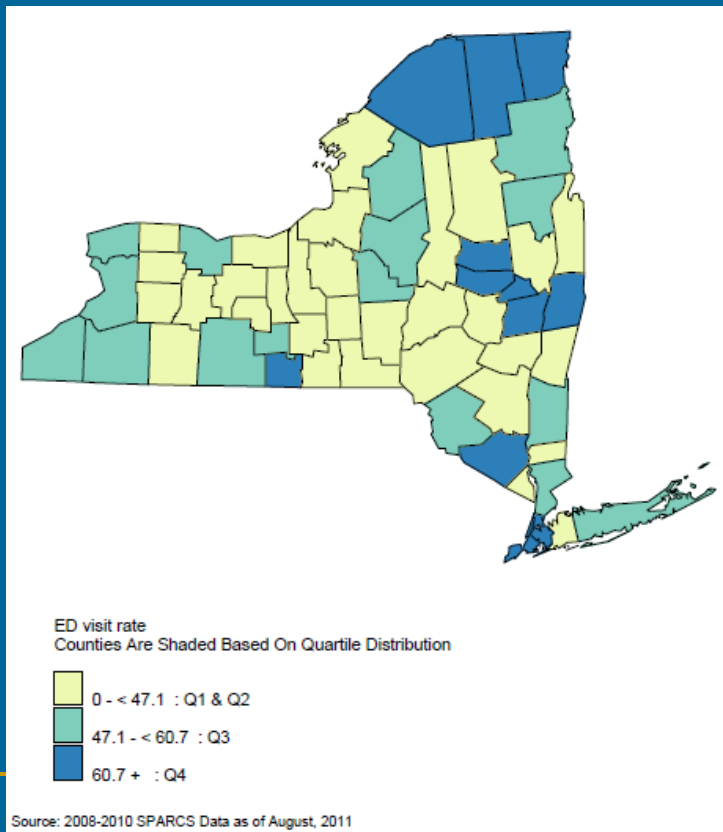 ED visit rate
Counties Are Shaded Based On Quartile Distribution
0 - < 47.1 : Q1 & Q2
47.1 - < 60.7 : Q3
60.7 + : Q4
Source: 2008-2010 SPARCS Data as of August, 2011